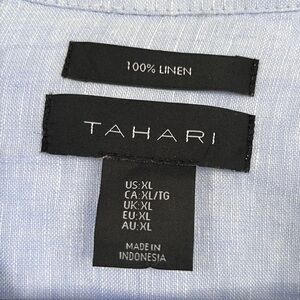 100% LINEN
TAHARI
US:XL
CA:XL/TG
UK:XL
EU:XL
AU:XL
MADE IN
INDONESIA